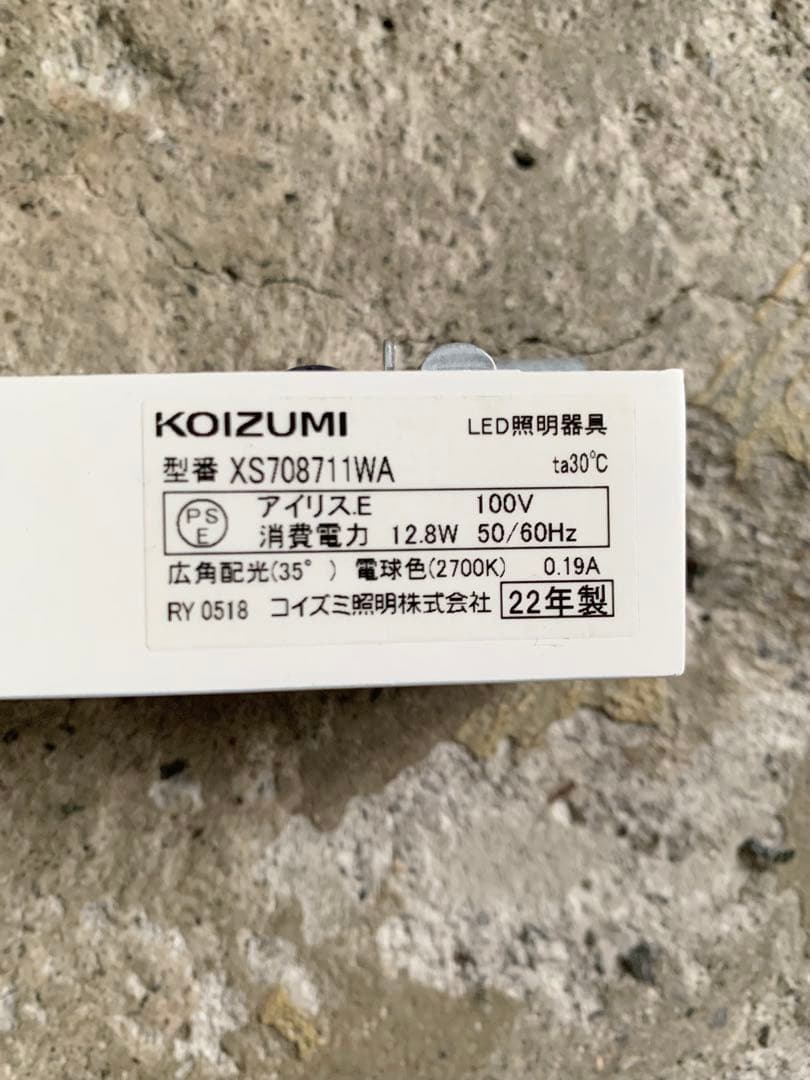 KOIZUMI LED照明器具
型番 XS708711WA ta30℃
PSE アイリス.E 100V
消費電力 12.8W 50/60Hz
広角配光(35°) 電球色(2700K) 0.19A
RY 0518 コイズミ照明株式会社 22年製